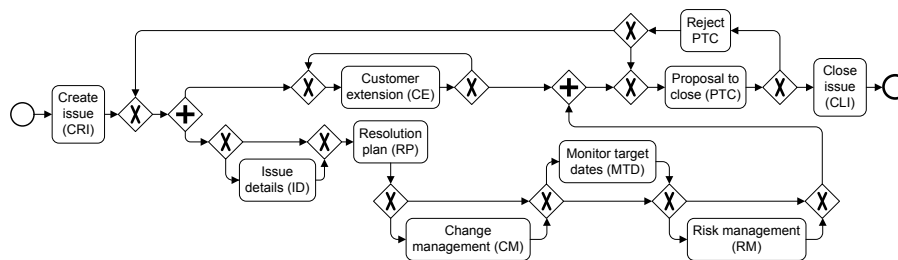 Reject
PTC
Create
issue
(CRI)
Customer
extension (CE)
Proposal to
close (PTC)
Close
issue
(CLI)
Issue
details (ID)
Resolution
plan (RP)
Monitor target
dates (MTD)
Change
management (CM)
Risk management
(RM)